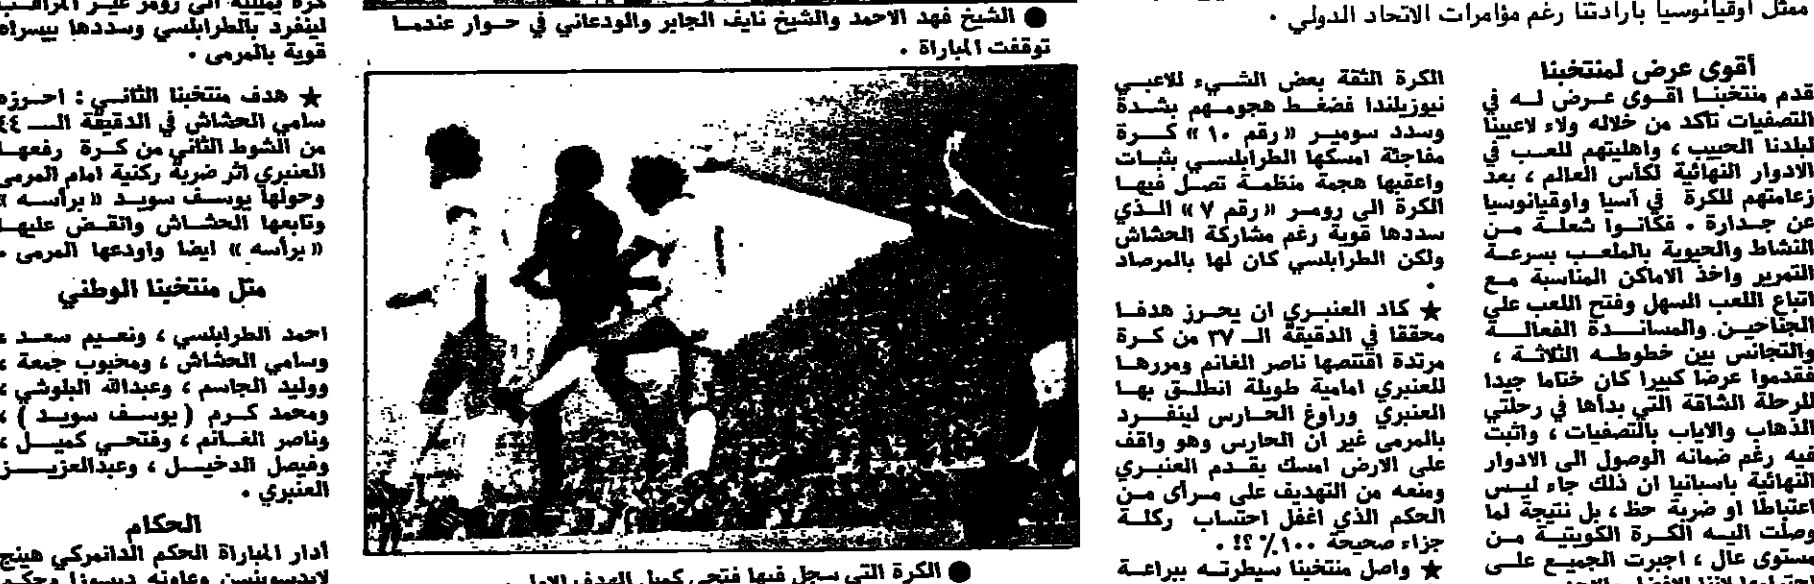 ممثل اوقيانوسيا بارادتنا رغم مؤامرات الاتحاد الدولي .
أقوى عرض لمنتخبنا
قدم منتخبنا اقوى عرض له في
التصفيات تأكد من خلاله ولاء لاعبينا
لبلدنا الحبيب ، واهليتهم للعب في
الادوار النهائية لكأس العالم ، بعد
زعامتهم للكرة في آسيا واوقيانوسيا
عن جدارة . فكانوا شعلة من
النشاط والحيوية بالملعب بسرعة
التمرير واخذ الاماكن المناسبة مع
اتباع اللعب السهل وفتح اللعب على
الجناحين والمساندة الفعالة
والتجانس بين خطوطه الثلاثة ،
فقدموا عرضا كبيرا كان ختاما جيدا
للرحلة الشاقة التي بدأها في رحلتي
الذهاب والاياب بالتصفيات ، واثبت
فيه رغم ضمانه الوصول الى الادوار
النهائية باسبانيا ان ذلك جاء ليس
اعتباطا او ضربة حظ ، بل نتيجة لما
وصلت اليه الكرة الكويتية من
مستوى عال ، اجبرت الجميع على
الكرة الثقة بعض الشيء للاعبي
نيوزيلندا فضغط هجومهم بشدة
وسدد سومير « رقم ١٠ » كرة
مفاجئة امسكها الطرابلسي بثبات
واعقبها هجمة منظمة تصل فيها
الكرة الى رومر « رقم ٧ » الذي
سددها قوية رغم مشاركة الحشاش
ولكن الطرابلسي كان لها بالمرصاد
.
★ كاد العنبري ان يحرز هدفا
محققا في الدقيقة الـ ٣٧ من كرة
مرتدة اقتنصها ناصر الغانم ومررها
للعنبري امامية طويلة انطلق بها
العنبري وراوغ الحارس لينفرد
بالمرمى غير ان الحارس وهو واقف
على الارض امسك بقدم العنبري
ومنعه من التهديف على مرأى من
الحكم الذي اغفل احتساب ركلة
جزاء صحيحة ١٠٠٪ ؟! .
★ واصل منتخبنا سيطرته ببراعة
● الشيخ فهد الاحمد والشيخ نايف الجابر والودعاني في حوار عندما
توقفت المباراة .
● الكرة التي سجل فيها فتحي كميل الهدف الاول
كرة بمينية الى رومر غير المراقب
لينفرد بالطرابلسي وسددها بيسراه
قوية بالمرمى .
★ هدف منتخبنا الثاني : احرزه
سامي الحشاش في الدقيقة الـ ٤٤
من الشوط الثاني من كرة رفعها
العنبري اثر ضربة ركنية امام المرمى
وحولها يوسف سويد « برأسه »
وتابعها الحشاش وانقض عليها
« برأسه » ايضا واودعها المرمى .
مثل منتخبنا الوطني
احمد الطرابلسي ، ونعيم سعد ،
وسامي الحشاش ، ومحبوب جمعة ،
ووليد الجاسم ، وعبدالله البلوشي ،
ومحمد كرم ( يوسف سويد ) ،
وناصر الغانم ، وفتحي كميل ،
وفيصل الدخيل ، وعبدالعزيز
العنبري .
الحكام
أدار المباراة الحكم الدانمركي هينج